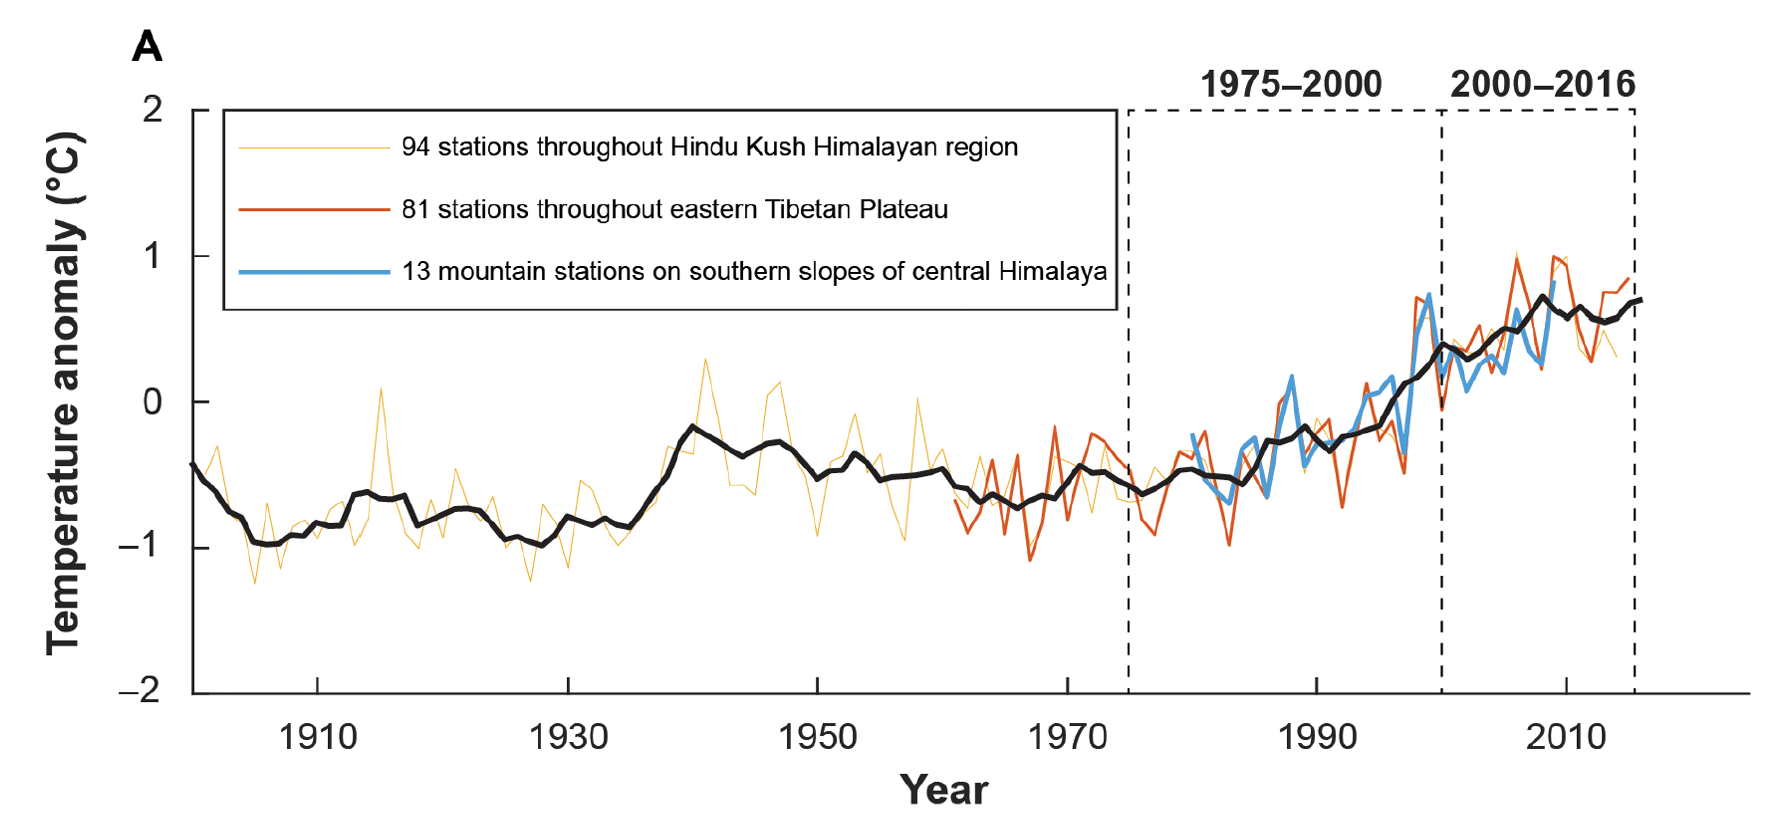 A
1975–2000 2000–2016
94 stations throughout Hindu Kush Himalayan region
81 stations throughout eastern Tibetan Plateau
13 mountain stations on southern slopes of central Himalaya
Temperature anomaly (°C)
2
1
0
–1
–2
1910 1930 1950 1970 1990 2010
Year